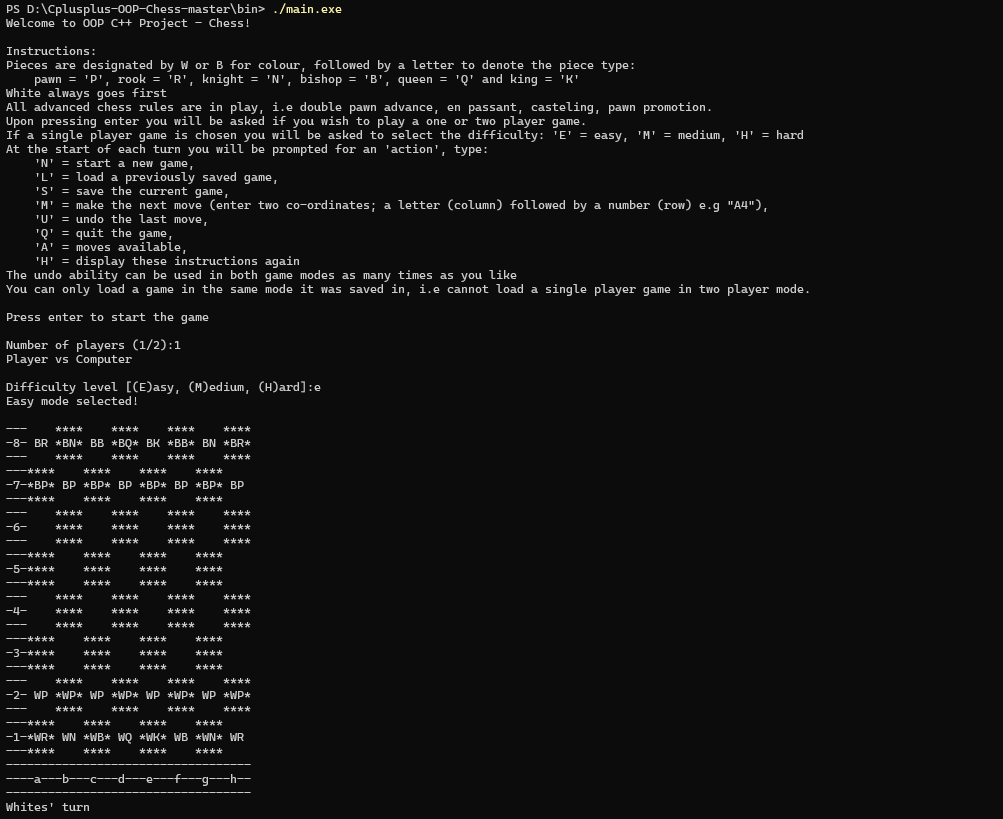 PS D:\Cplusplus-OOP-Chess-master\bin> ./main.exe
Welcome to OOP C++ Project - Chess!

Instructions:
Pieces are designated by W or B for colour, followed by a letter to denote the piece type:
    pawn = 'P', rook = 'R', knight = 'N', bishop = 'B', queen = 'Q' and king = 'K'
White always goes first
All advanced chess rules are in play, i.e double pawn advance, en passant, casteling, pawn promotion.
Upon pressing enter you will be asked if you wish to play a one or two player game.
If a single player game is chosen you will be asked to select the difficulty: 'E' = easy, 'M' = medium, 'H' = hard
At the start of each turn you will be prompted for an 'action', type:
    'N' = start a new game,
    'L' = load a previously saved game,
    'S' = save the current game,
    'M' = make the next move (enter two co-ordinates; a letter (column) followed by a number (row) e.g "A4"),
    'U' = undo the last move,
    'Q' = quit the game,
    'A' = moves available,
    'H' = display these instructions again
The undo ability can be used in both game modes as many times as you like
You can only load a game in the same mode it was saved in, i.e cannot load a single player game in two player mode.

Press enter to start the game

Number of players (1/2):1
Player vs Computer

Difficulty level [(E)asy, (M)edium, (H)ard]:e
Easy mode selected!

---    ****    ****    ****    ****
-8- BR *BN* BB *BQ* BK *BB* BN *BR*
---    ****    ****    ****    ****
---****    ****    ****    ****
-7-*BP* BP *BP* BP *BP* BP *BP* BP
---****    ****    ****    ****
---    ****    ****    ****    ****
-6-    ****    ****    ****    ****
---    ****    ****    ****    ****
---****    ****    ****    ****
-5-****    ****    ****    ****
---****    ****    ****    ****
---    ****    ****    ****    ****
-4-    ****    ****    ****    ****
---    ****    ****    ****    ****
---****    ****    ****    ****
-3-****    ****    ****    ****
---****    ****    ****    ****
---    ****    ****    ****    ****
-2- WP *WP* WP *WP* WP *WP* WP *WP*
---    ****    ****    ****    ****
---****    ****    ****    ****
-1-*WR* WN *WB* WQ *WK* WB *WN* WR
---****    ****    ****    ****
-----------------------------------
----a---b---c---d---e---f---g---h--
-----------------------------------
Whites' turn